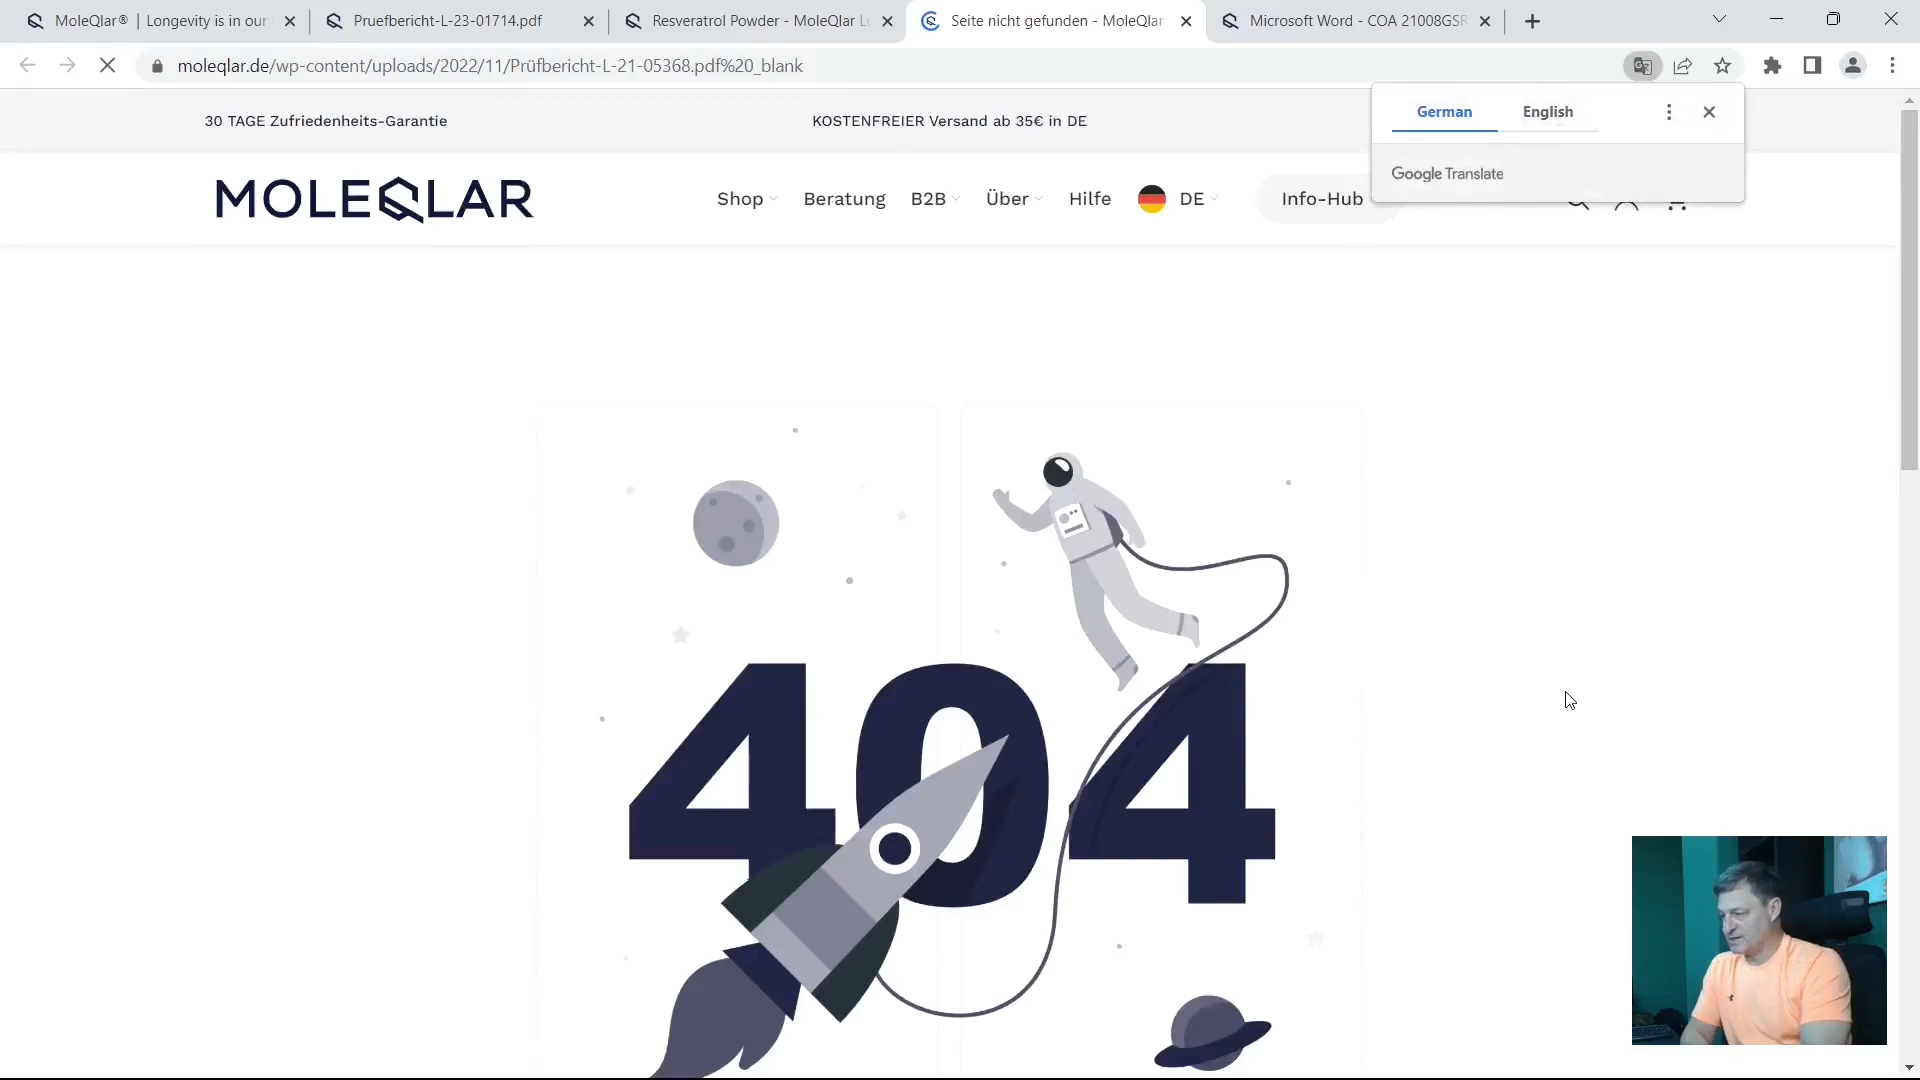 MoleQlar® | Longevity is in our
Pruefbericht-L-23-01714.pdf
Resveratrol Powder - MoleQlar Lo
Seite nicht gefunden - MoleQlar
Microsoft Word - COA 21008GSR
moleqlar.de/wp-content/uploads/2022/11/Prüfbericht-L-21-05368.pdf%20_blank
German English
Google Translate
30 TAGE Zufriedenheits-Garantie
KOSTENFREIER Versand ab 35€ in DE
MOLEQLAR
Shop Beratung B2B Über Hilfe DE Info-Hub
404